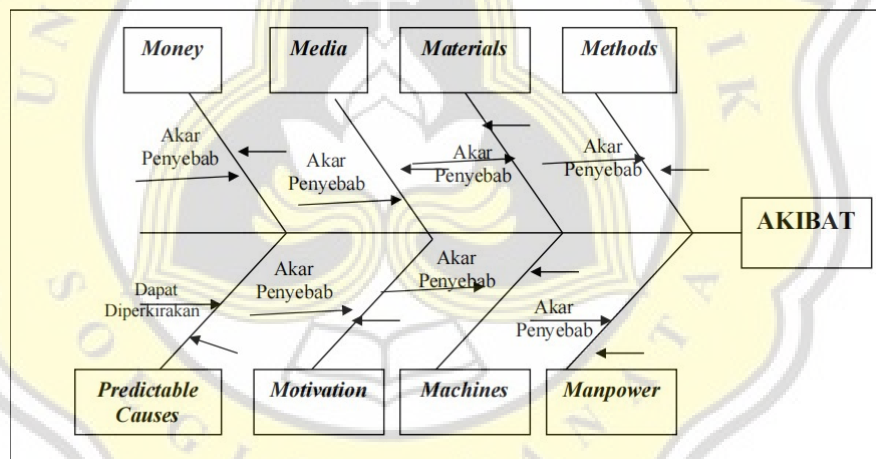 Money
Media
Materials
Methods
Akar
Penyebab
Akar
Penyebab
Akar
Penyebab
Akar
Penyebab
AKIBAT
Dapat
Diperkirakan
Akar
Penyebab
Akar
Penyebab
Akar
Penyebab
Predictable
Causes
Motivation
Machines
Manpower